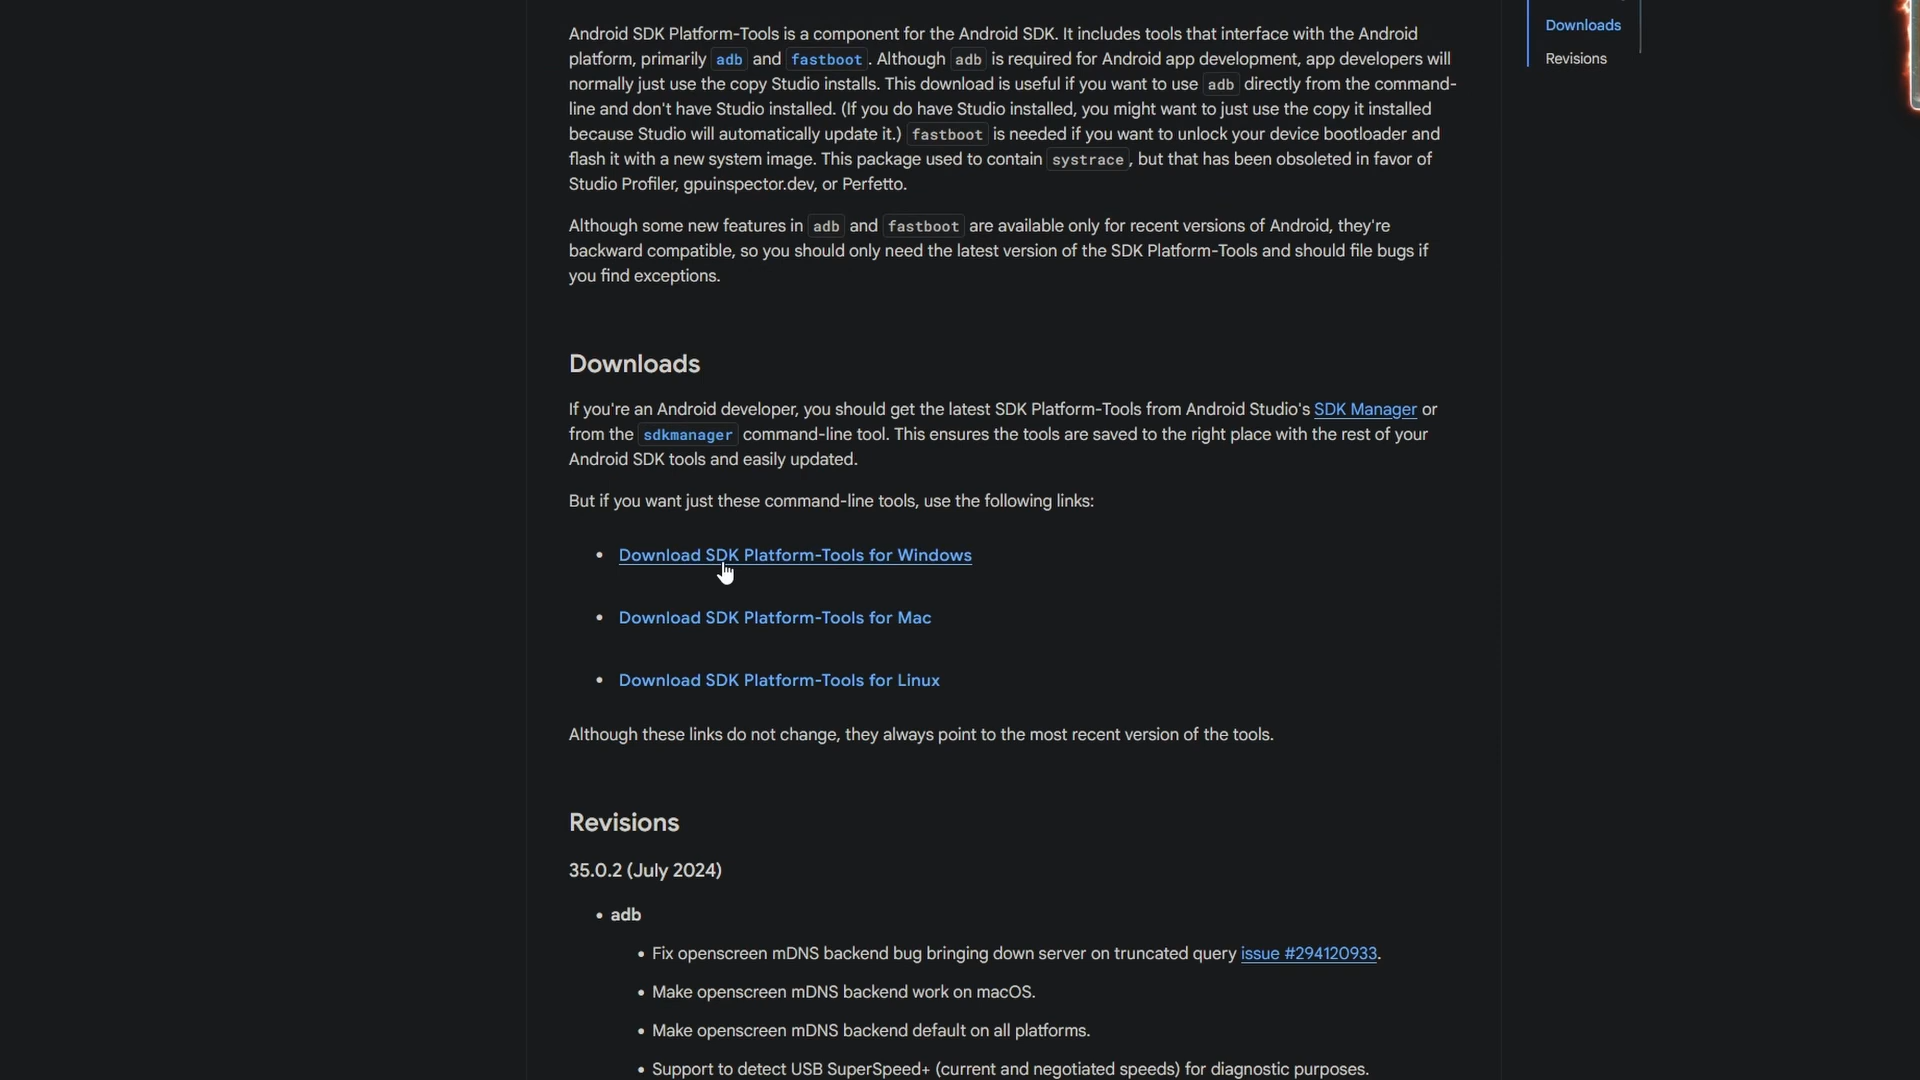 Android SDK Platform-Tools is a component for the Android SDK. It includes tools that interface with the Android
platform, primarily adb and fastboot. Although adb is required for Android app development, app developers will
normally just use the copy Studio installs. This download is useful if you want to use adb directly from the command-
line and don't have Studio installed. (If you do have Studio installed, you might want to just use the copy it installed
because Studio will automatically update it.) fastboot is needed if you want to unlock your device bootloader and
flash it with a new system image. This package used to contain systrace, but that has been obsoleted in favor of
Studio Profiler, gpuinspector.dev, or Perfetto.
Although some new features in adb and fastboot are available only for recent versions of Android, they're
backward compatible, so you should only need the latest version of the SDK Platform-Tools and should file bugs if
you find exceptions.
Downloads
If you're an Android developer, you should get the latest SDK Platform-Tools from Android Studio's SDK Manager or
from the sdkmanager command-line tool. This ensures the tools are saved to the right place with the rest of your
Android SDK tools and easily updated.
But if you want just these command-line tools, use the following links:
• Download SDK Platform-Tools for Windows
• Download SDK Platform-Tools for Mac
• Download SDK Platform-Tools for Linux
Although these links do not change, they always point to the most recent version of the tools.
Revisions
35.0.2 (July 2024)
• adb
• Fix openscreen mDNS backend bug bringing down server on truncated query issue #294120933.
• Make openscreen mDNS backend work on macOS.
• Make openscreen mDNS backend default on all platforms.
• Support to detect USB SuperSpeed+ (current and negotiated speeds) for diagnostic purposes.
Downloads
Revisions